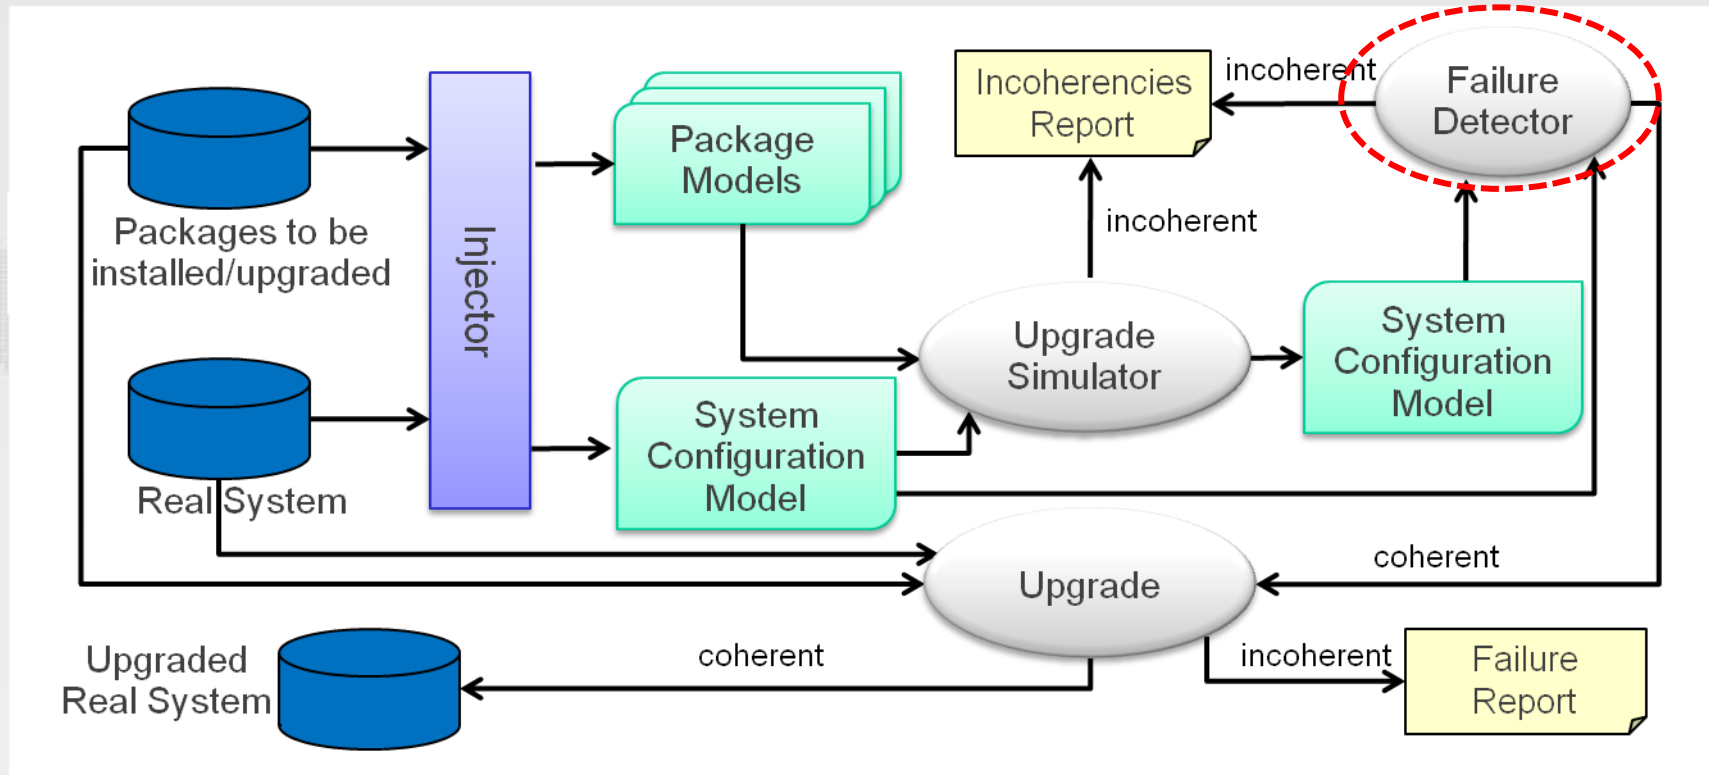 Packages to be
installed/upgraded
Real System
Injector
Package
Models
System
Configuration
Model
Incoherencies
Report
incoherent
Failure
Detector
incoherent
Upgrade
Simulator
System
Configuration
Model
coherent
Upgrade
Upgraded
Real System
coherent
incoherent
Failure
Report